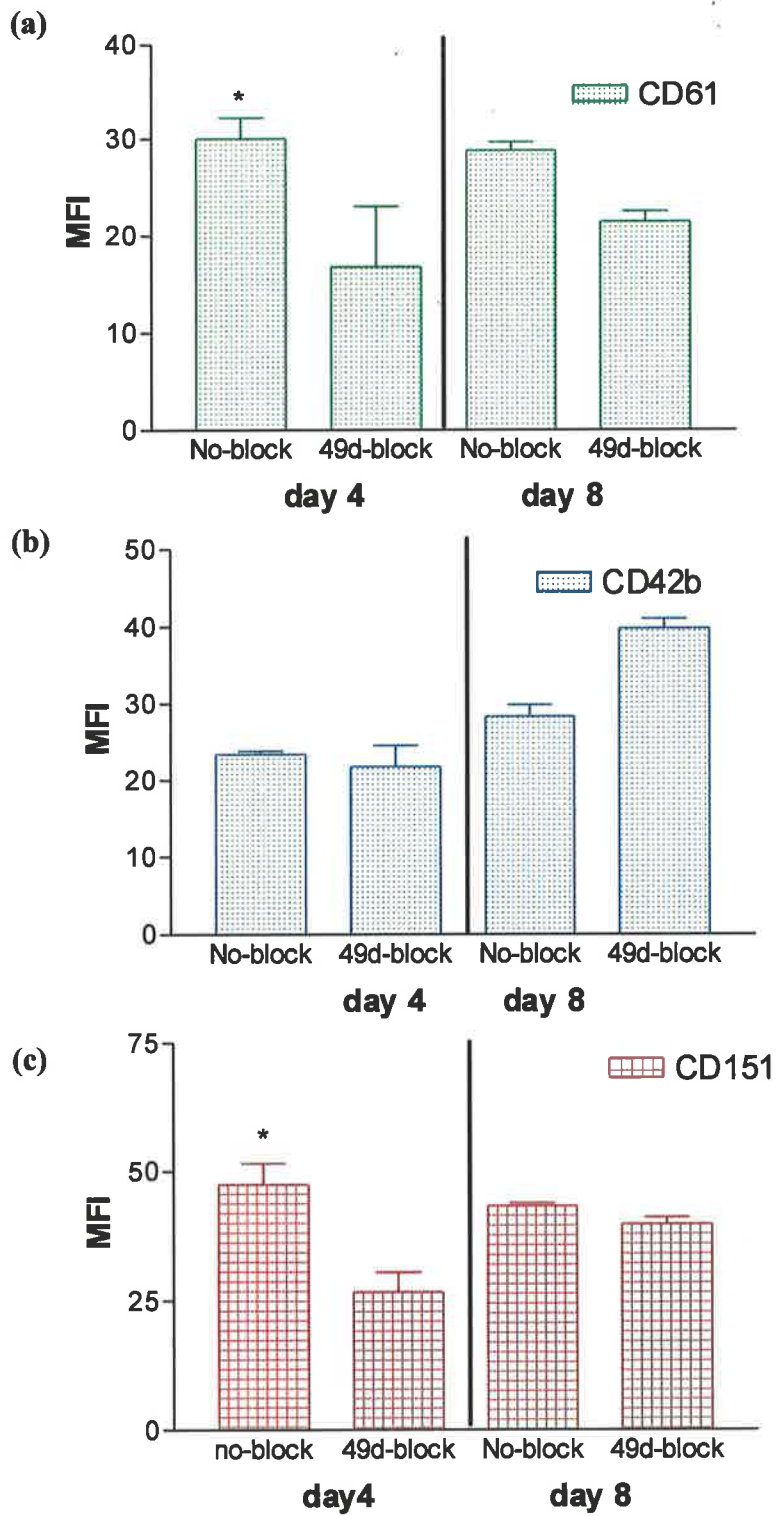 (a)
40
30
20
10
0
MFI
*
CD61
No-block 49d-block No-block 49d-block
day 4 day 8
(b)
50
40
30
20
10
0
MFI
CD42b
No-block 49d-block No-block 49d-block
day 4 day 8
(c)
75
50
25
0
MFI
*
CD151
no-block 49d-block No-block 49d-block
day4 day 8